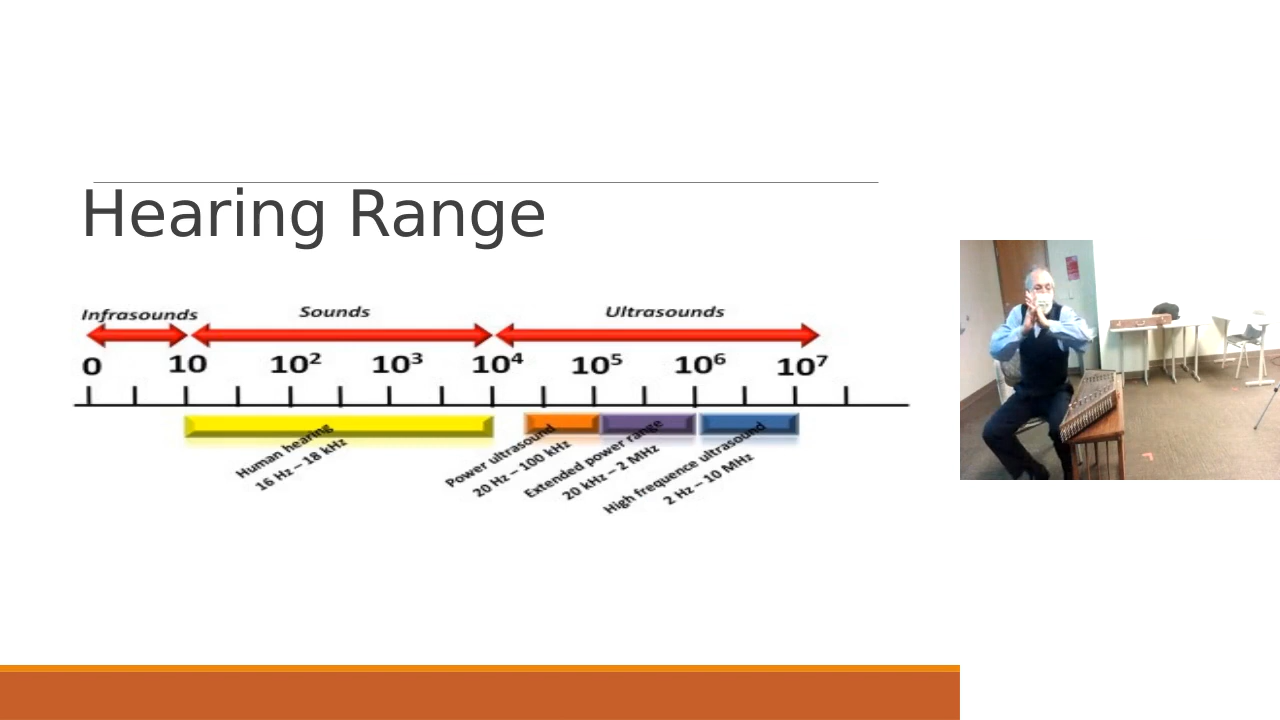 Hearing Range
Infrasounds Sounds Ultrasounds
0 10 10² 10³ 10⁴ 10⁵ 10⁶ 10⁷
Human hearing
16 Hz – 18 kHz
Power ultrasound
20 Hz – 100 kHz
Extended power range
20 kHz – 2 MHz
High frequence ultrasound
2 Hz – 10 MHz